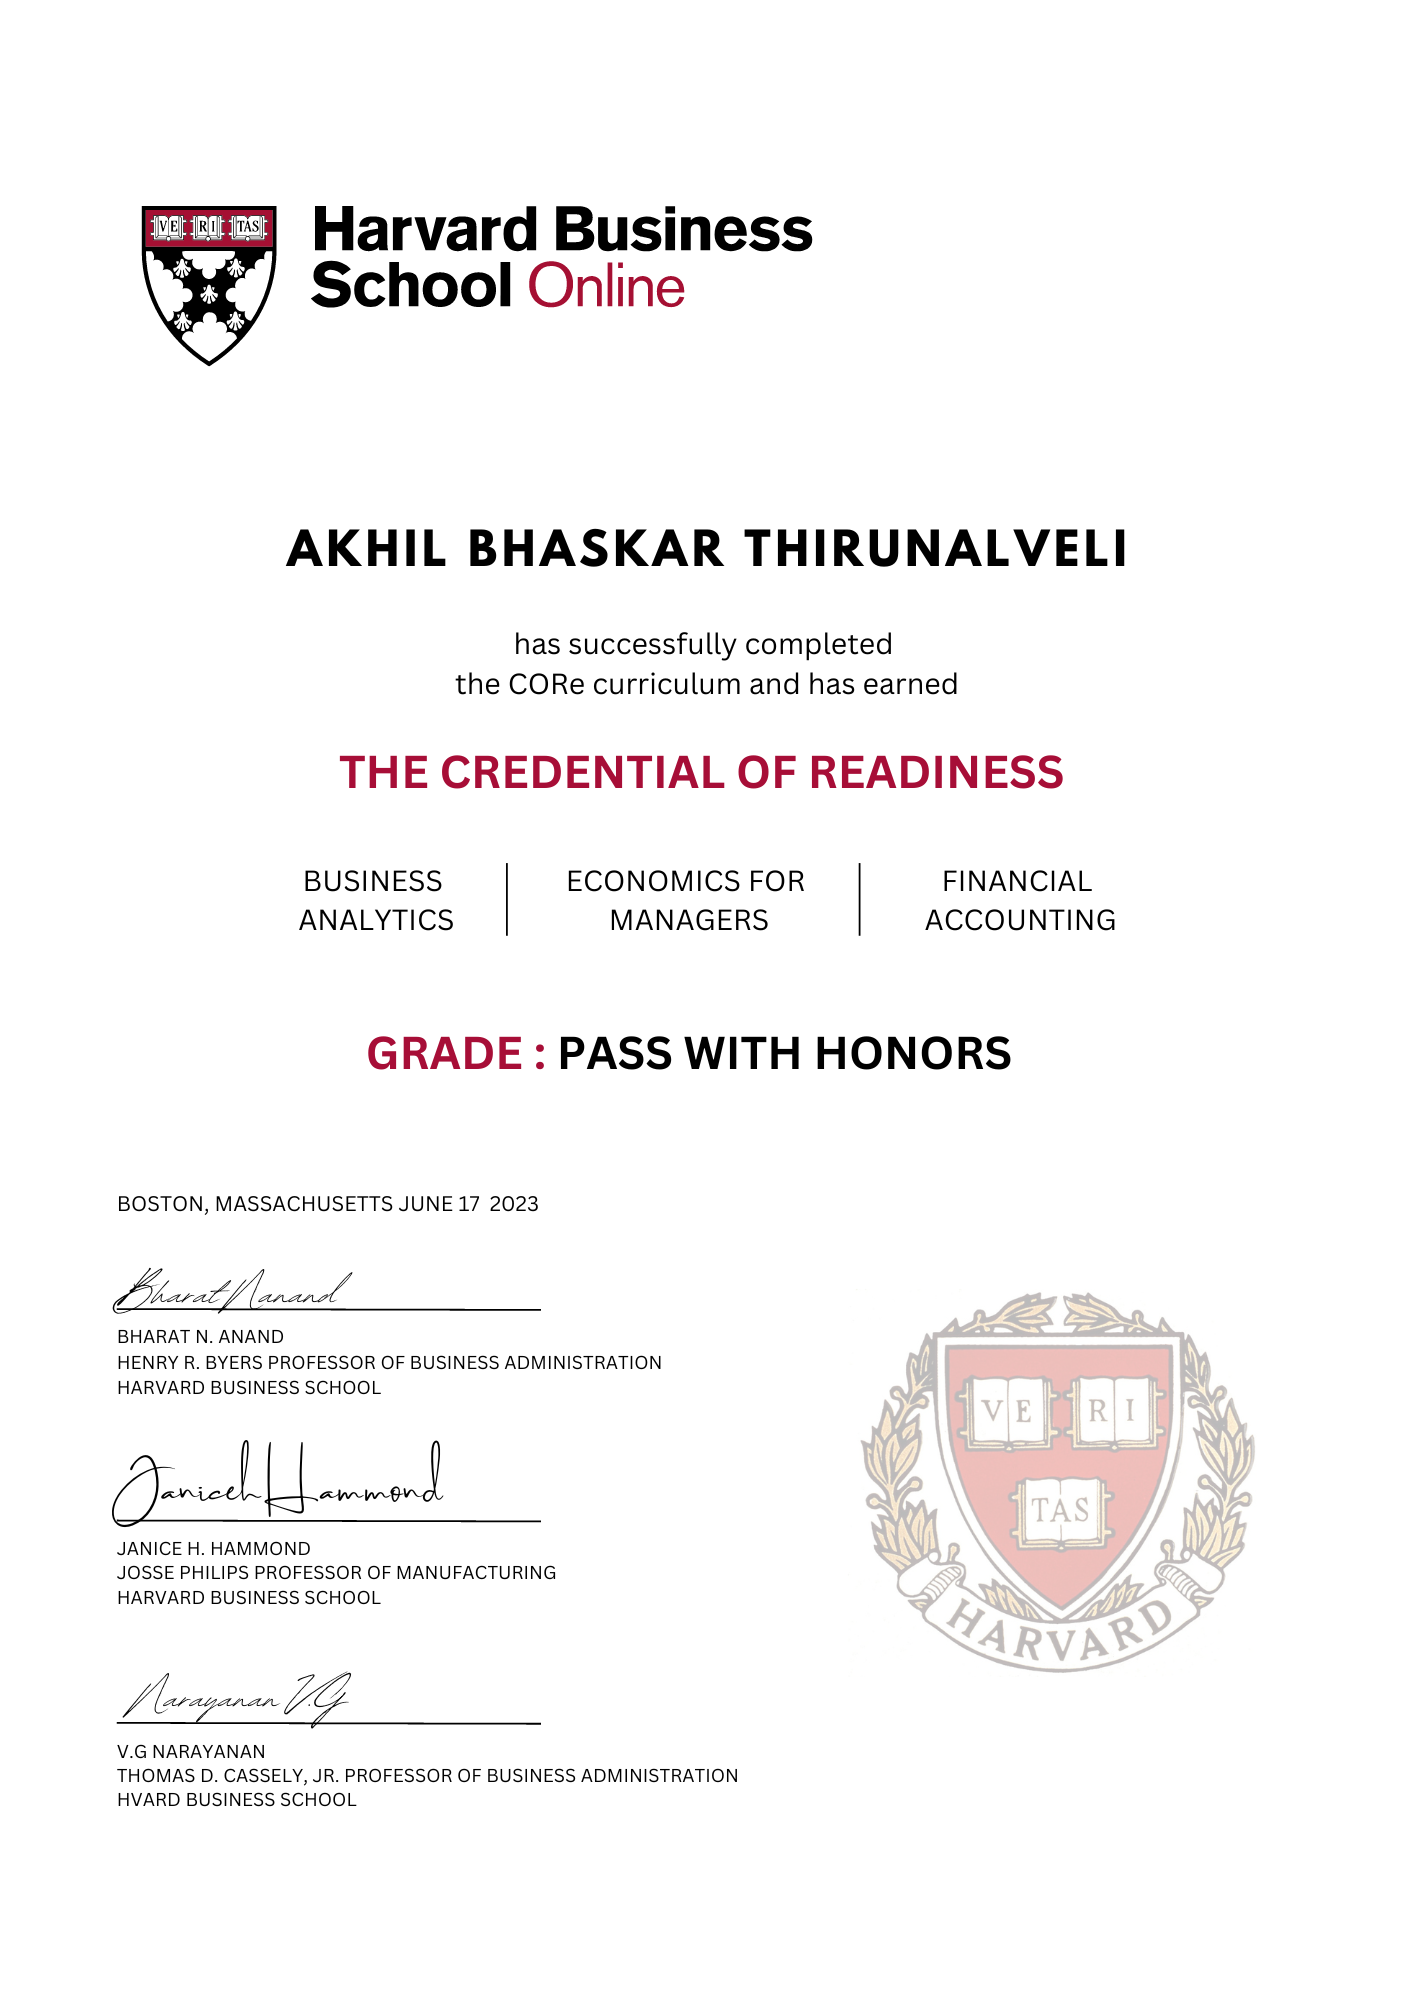 VE RI TAS
Harvard Business
School Online
AKHIL BHASKAR THIRUNALVELI
has successfully completed
the CORe curriculum and has earned
THE CREDENTIAL OF READINESS
BUSINESS
ANALYTICS
ECONOMICS FOR
MANAGERS
FINANCIAL
ACCOUNTING
GRADE : PASS WITH HONORS
BOSTON, MASSACHUSETTS JUNE 17 2023
Bharat Nanand
BHARAT N. ANAND
HENRY R. BYERS PROFESSOR OF BUSINESS ADMINISTRATION
HARVARD BUSINESS SCHOOL
Janiceh Hammond
JANICE H. HAMMOND
JOSSE PHILIPS PROFESSOR OF MANUFACTURING
HARVARD BUSINESS SCHOOL
Narayanan V.G
V.G NARAYANAN
THOMAS D. CASSELY, JR. PROFESSOR OF BUSINESS ADMINISTRATION
HVARD BUSINESS SCHOOL
VE RI
TAS
HARVARD